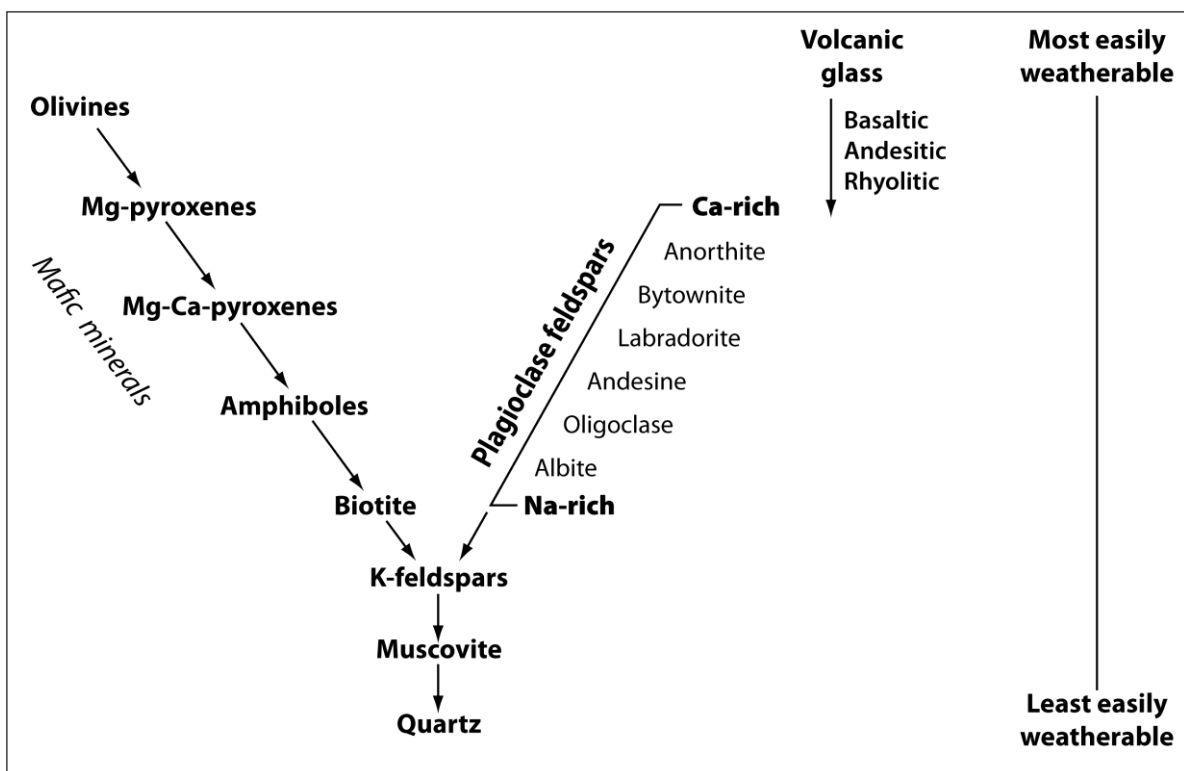 Volcanic
glass
Most easily
weatherable
Olivines
Basaltic
Andesitic
Rhyolitic
Mg-pyroxenes
Ca-rich
Anorthite
Mafic minerals
Plagioclase feldspars
Bytownite
Mg-Ca-pyroxenes
Labradorite
Andesine
Amphiboles
Oligoclase
Albite
Biotite
Na-rich
K-feldspars
Muscovite
Quartz
Least easily
weatherable